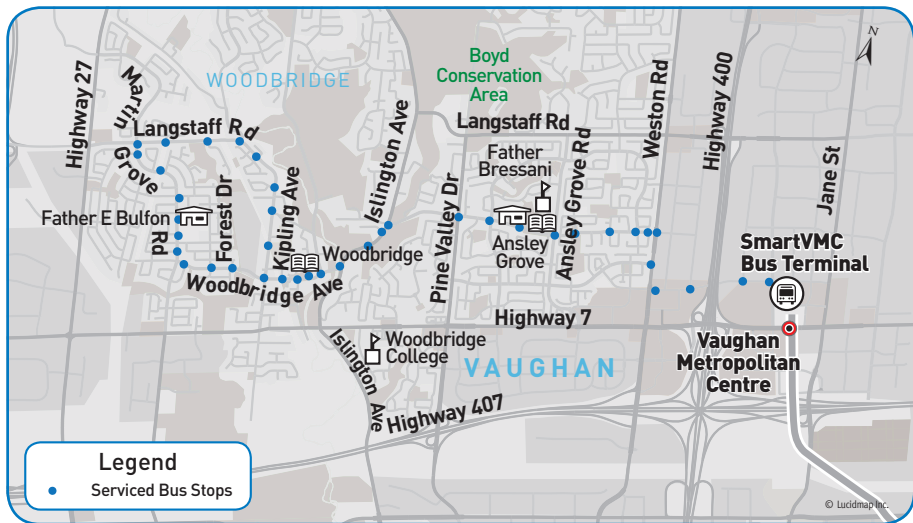 N
Highway 27
Martin
Grove
Rd
WOODBRIDGE
Langstaff Rd
Islington Ave
Boyd
Conservation
Area
Langstaff Rd
Weston Rd
Highway 400
Jane St
Father E Bulfon
Forest Dr
Kipling Ave
Woodbridge
Woodbridge Ave
Pine Valley Dr
Father
Bressani
Ansley
Grove
Ansley Grove Rd
SmartVMC
Bus Terminal
Highway 7
Vaughan
Metropolitan
Centre
Islington Ave
Woodbridge
College
VAUGHAN
Highway 407
Legend
Serviced Bus Stops
© Lucidmap Inc.